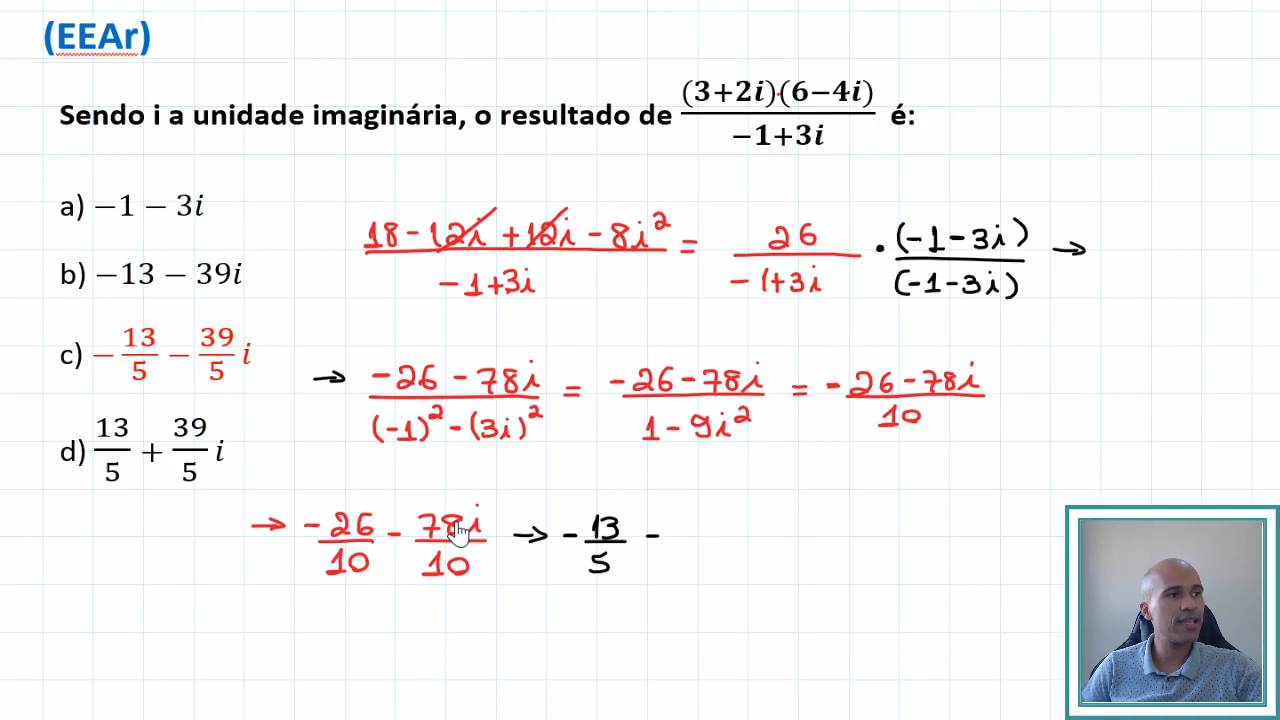 (EEAr)
Sendo i a unidade imaginária, o resultado de (3+2i)·(6−4i)/−1+3i é:
a) −1 − 3i
18 - 12i + 12i - 8i² / -1+3i = 26 / -1+3i · (-1-3i) / (-1-3i) →
b) −13 − 39i
c) − 13/5 − 39/5 i
→ -26 - 78i / (-1)² - (3i)² = -26 - 78i / 1 - 9i² = -26 - 78i / 10
d) 13/5 + 39/5 i
→ -26/10 - 78i/10 → -13/5 -